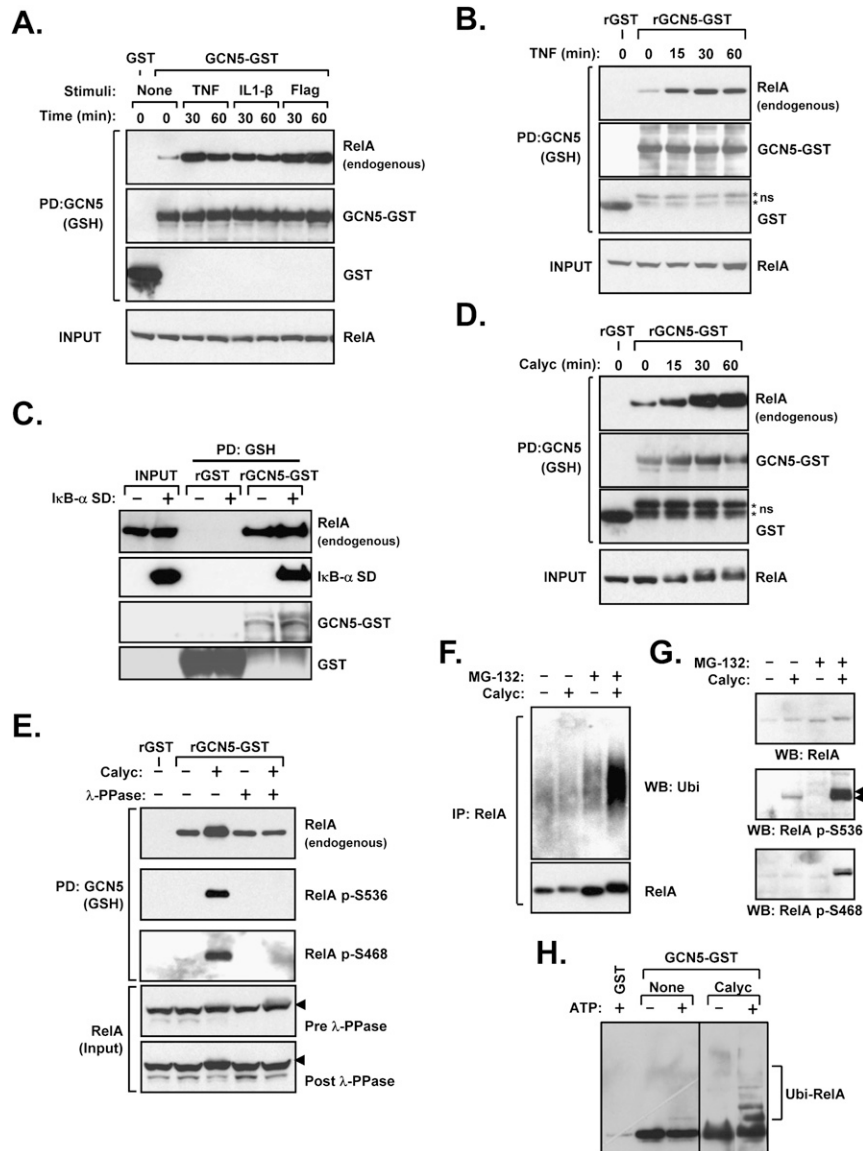 A.
GST GCN5-GST
Stimuli: None TNF IL1-β Flag
Time (min): 0 0 30 60 30 60 30 60
RelA
(endogenous)
PD:GCN5
(GSH)
GCN5-GST
GST
INPUT RelA
B.
rGST rGCN5-GST
TNF (min): 0 0 15 30 60
RelA
(endogenous)
PD:GCN5
(GSH)
GCN5-GST
* ns
*
GST
INPUT RelA
C.
PD: GSH
INPUT rGST rGCN5-GST
IκB-α SD: − + − + − +
RelA
(endogenous)
IκB-α SD
GCN5-GST
GST
D.
rGST rGCN5-GST
Calyc (min): 0 0 15 30 60
RelA
(endogenous)
PD:GCN5
(GSH)
GCN5-GST
* ns
*
GST
INPUT RelA
E.
rGST rGCN5-GST
Calyc: − − + − +
λ-PPase: − − − + +
RelA
(endogenous)
PD: GCN5
(GSH)
RelA p-S536
RelA p-S468
RelA
(Input)
Pre λ-PPase
Post λ-PPase
F.
MG-132: − − + +
Calyc: − + − +
IP: RelA
WB: Ubi
RelA
G.
MG-132: − − + +
Calyc: − + − +
WB: RelA
WB: RelA p-S536
WB: RelA p-S468
H.
GST
GCN5-GST
None Calyc
ATP: + − + − +
Ubi-RelA